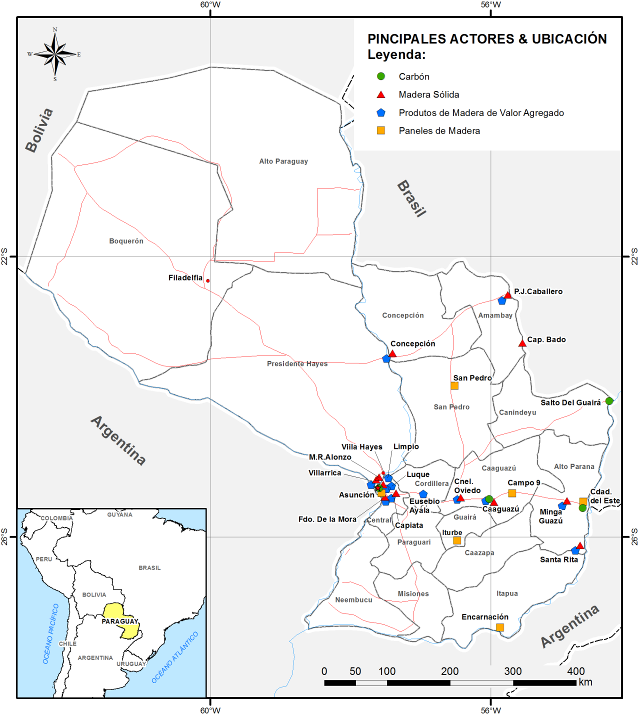 60°W
56°W
PINCIPALES ACTORES & UBICACIÓN
Leyenda:
Carbón
Madera Sólida
Produtos de Madera de Valor Agregado
Paneles de Madera
N
W
E
S
Bolivia
Alto Paraguay
Brasil
Boquerón
22°S
22°S
Filadelfia
P.J.Caballero
Concepción
Amambay
Concepción
Cap. Bado
Presidente Hayes
San Pedro
San Pedro
Salto Del Guairá
Canindeyu
Argentina
Villa Hayes
Limpio
M.R.Alonzo
Villarrica
Luque
Cordillera
Caaguazú
Alto Parana
Cnel.
Oviedo
Campo 9
Asunción
Cdad.
del Este
Eusebio
Ayala
Caaguazú
Minga
Guazú
Fdo. De la Mora
Central
Capiata
Guairá
Paraguari
Iturbe
Caazapa
Santa Rita
26°S
26°S
Neembucu
Misiones
Itapua
Encarnación
Argentina
COLOMBIA
GUYANA
PERU
BRASIL
BOLIVIA
PARAGUAY
CHILE
ARGENTINA
URUGUAY
OCÉANO PACÍFICO
OCÉANO ATLÁNTICO
0 50 100 200 300 400
km
60°W
56°W